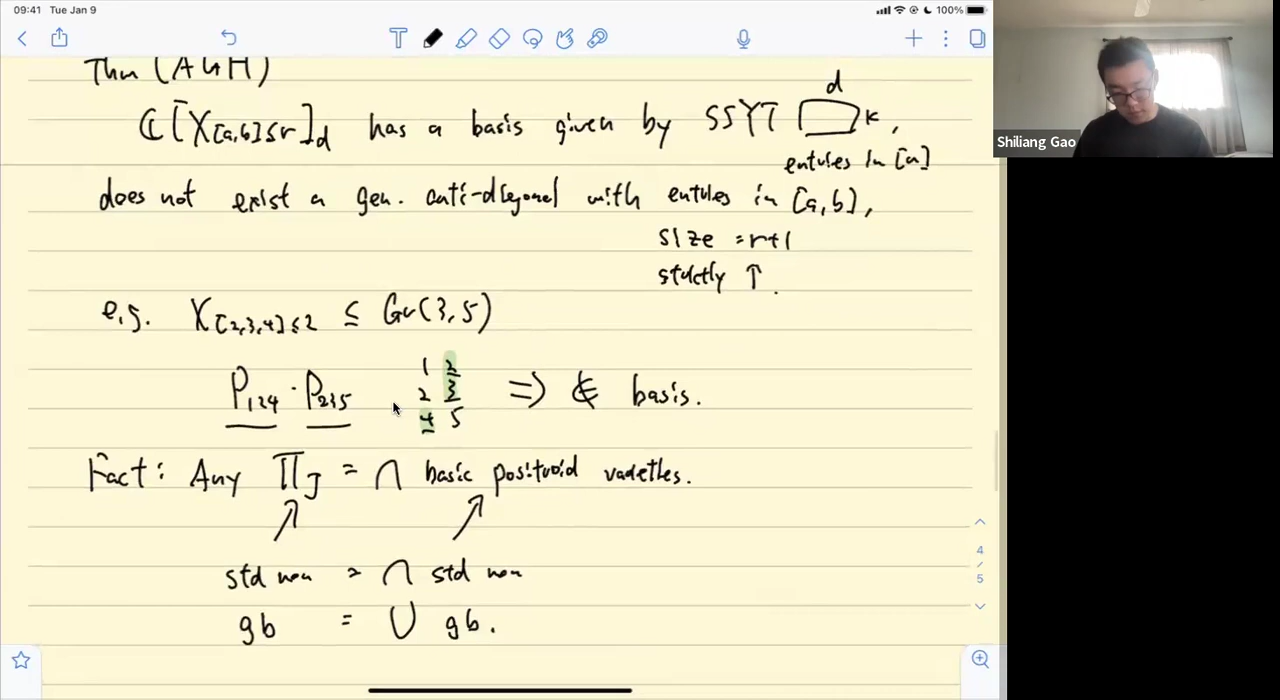 09:41 Tue Jan 9
100%
Thm (AGH)
ℂ[X[a,b]≤r]d has a basis given by SSYT d k,
entries in [n]
does not exist a gen. anti-diagonal with entries in [a,b],
size = r+1
strictly ↑.
e.g. X[2,3,4]≤2 ⊆ Gr(3,5)
P124 · P235
1 2
2 3
4 5
⇒ ∉ basis.
Fact: Any ΠJ = ∩ basic positroid varieties.
std mon = ∩ std mon
gb = ∪ gb.
4
/
5
Shiliang Gao